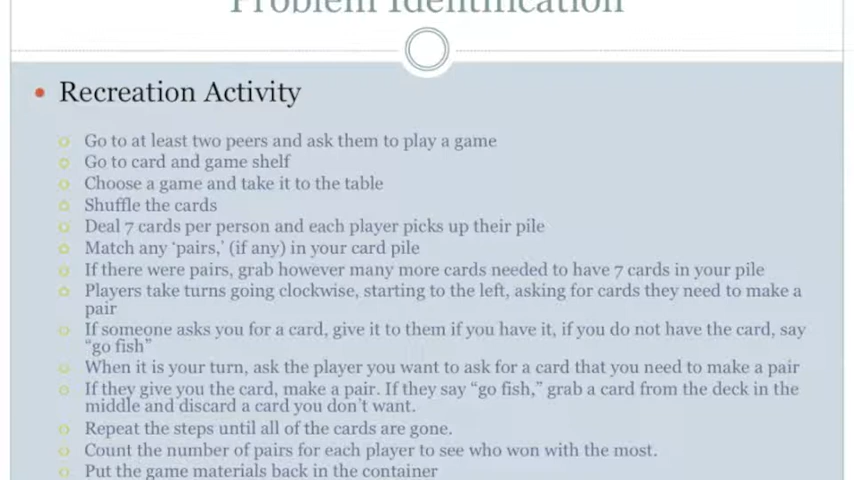 Problem Identification
Recreation Activity
Go to at least two peers and ask them to play a game
Go to card and game shelf
Choose a game and take it to the table
Shuffle the cards
Deal 7 cards per person and each player picks up their pile
Match any ‘pairs,’ (if any) in your card pile
If there were pairs, grab however many more cards needed to have 7 cards in your pile
Players take turns going clockwise, starting to the left, asking for cards they need to make a
pair
If someone asks you for a card, give it to them if you have it, if you do not have the card, say
“go fish”
When it is your turn, ask the player you want to ask for a card that you need to make a pair
If they give you the card, make a pair. If they say “go fish,” grab a card from the deck in the
middle and discard a card you don’t want.
Repeat the steps until all of the cards are gone.
Count the number of pairs for each player to see who won with the most.
Put the game materials back in the container